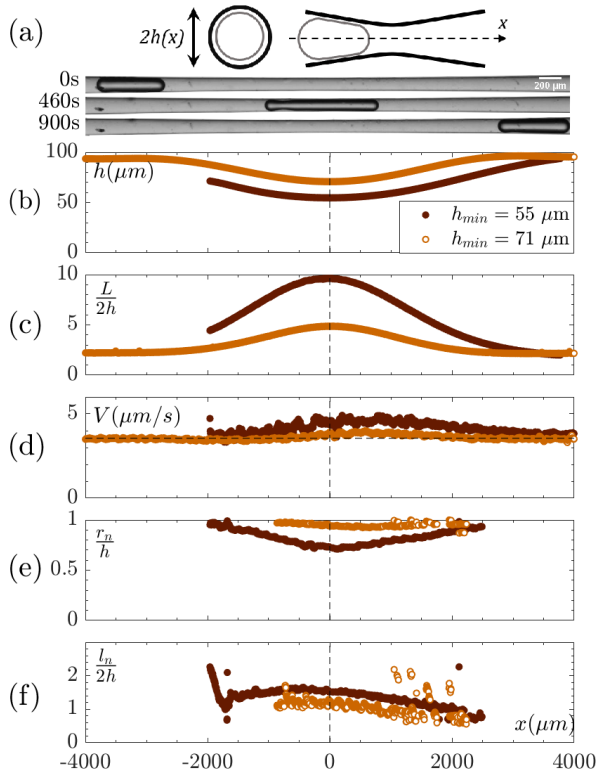 (a)
2h(x)
x
0s
460s
900s
200 μm
(b)
h(μm)
100
50
0
h_min = 55 μm
h_min = 71 μm
(c)
L/2h
10
5
0
(d)
V(μm/s)
5
0
(e)
r_n/h
1
0.5
0
(f)
l_n/2h
2
1
0
x(μm)
-4000 -2000 0 2000 4000